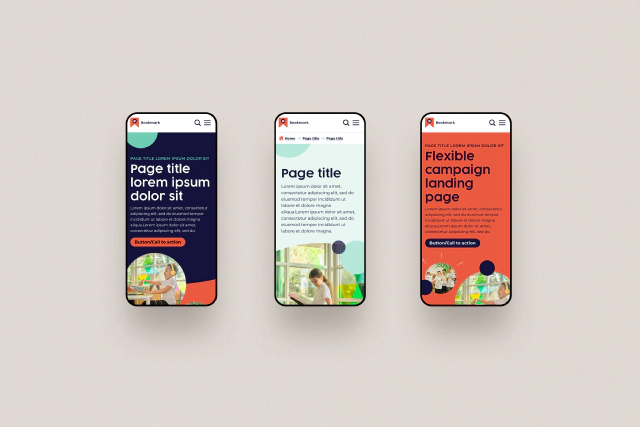 Bookmark
PAGE TITLE LOREM IPSUM DOLOR SIT
Page title
lorem ipsum
dolor sit
Lorem ipsum dolor sit amet, consectetur
adipiscing elit, sed do eiusmod tempor
incididunt ut labore et dolore magna
aliqua.Lorem ipsum dolor sit amet,
consectetur adipiscing elit, sed do.
Button/Call to action
Bookmark
Home → Page title → Page title
Page title
Lorem ipsum dolor sit amet,
consectetur adipiscing elit, sed do
eiusmod tempor incididunt ut
labore et dolore magna
aliqua.Lorem ipsum dolor sit amet,
consectetur adipiscing elit, sed do
eiusmod tempor incididunt ut
labore et dolore magna.
Bookmark
PAGE TITLE LOREM IPSUM DOLOR SIT
Flexible
campaign
landing
page
Lorem ipsum dolor sit amet, consectetur
adipiscing elit, sed do eiusmod tempor
incididunt ut labore et dolore magna
aliqua.Lorem ipsum dolor sit amet,
consectetur adipiscing elit, sed do.
Button/Call to action